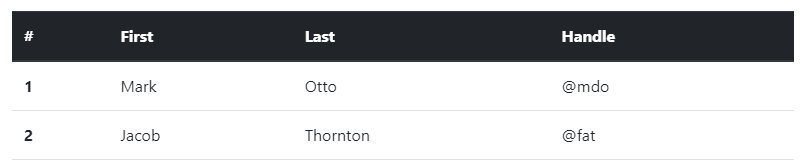 # First Last Handle
1 Mark Otto @mdo
2 Jacob Thornton @fat